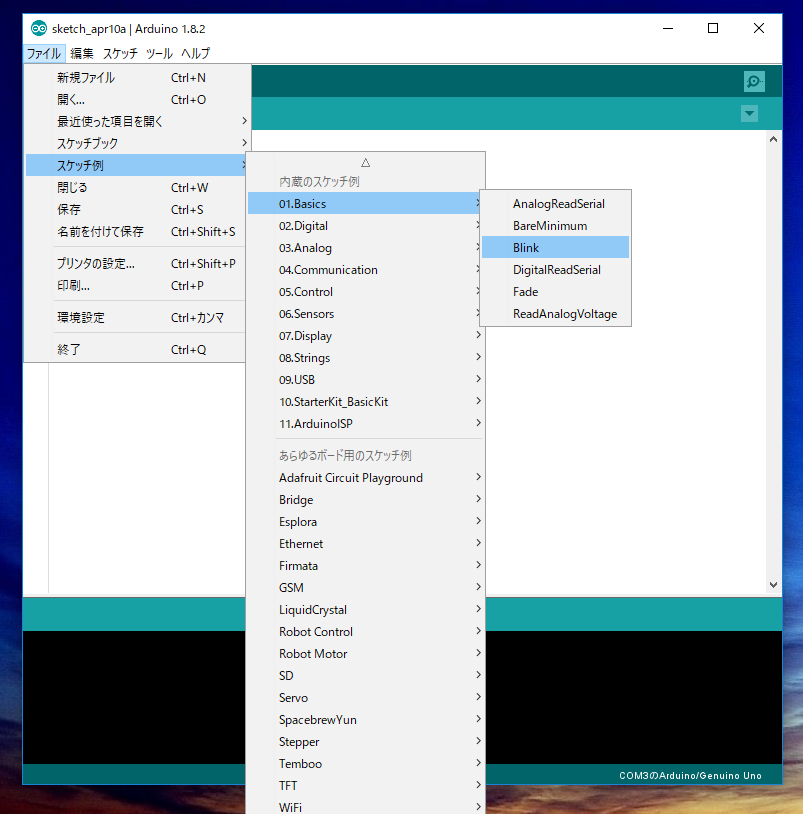 sketch_apr10a | Arduino 1.8.2
ファイル 編集 スケッチ ツール ヘルプ
新規ファイル Ctrl+N
開く... Ctrl+O
最近使った項目を開く
スケッチブック
スケッチ例
閉じる Ctrl+W
保存 Ctrl+S
名前を付けて保存 Ctrl+Shift+S
プリンタの設定... Ctrl+Shift+P
印刷... Ctrl+P
環境設定 Ctrl+カンマ
終了 Ctrl+Q
内蔵のスケッチ例
01.Basics
02.Digital
03.Analog
04.Communication
05.Control
06.Sensors
07.Display
08.Strings
09.USB
10.StarterKit_BasicKit
11.ArduinoISP
あらゆるボード用のスケッチ例
Adafruit Circuit Playground
Bridge
Esplora
Ethernet
Firmata
GSM
LiquidCrystal
Robot Control
Robot Motor
SD
Servo
SpacebrewYun
Stepper
Temboo
TFT
WiFi
AnalogReadSerial
BareMinimum
Blink
DigitalReadSerial
Fade
ReadAnalogVoltage
COM3のArduino/Genuino Uno